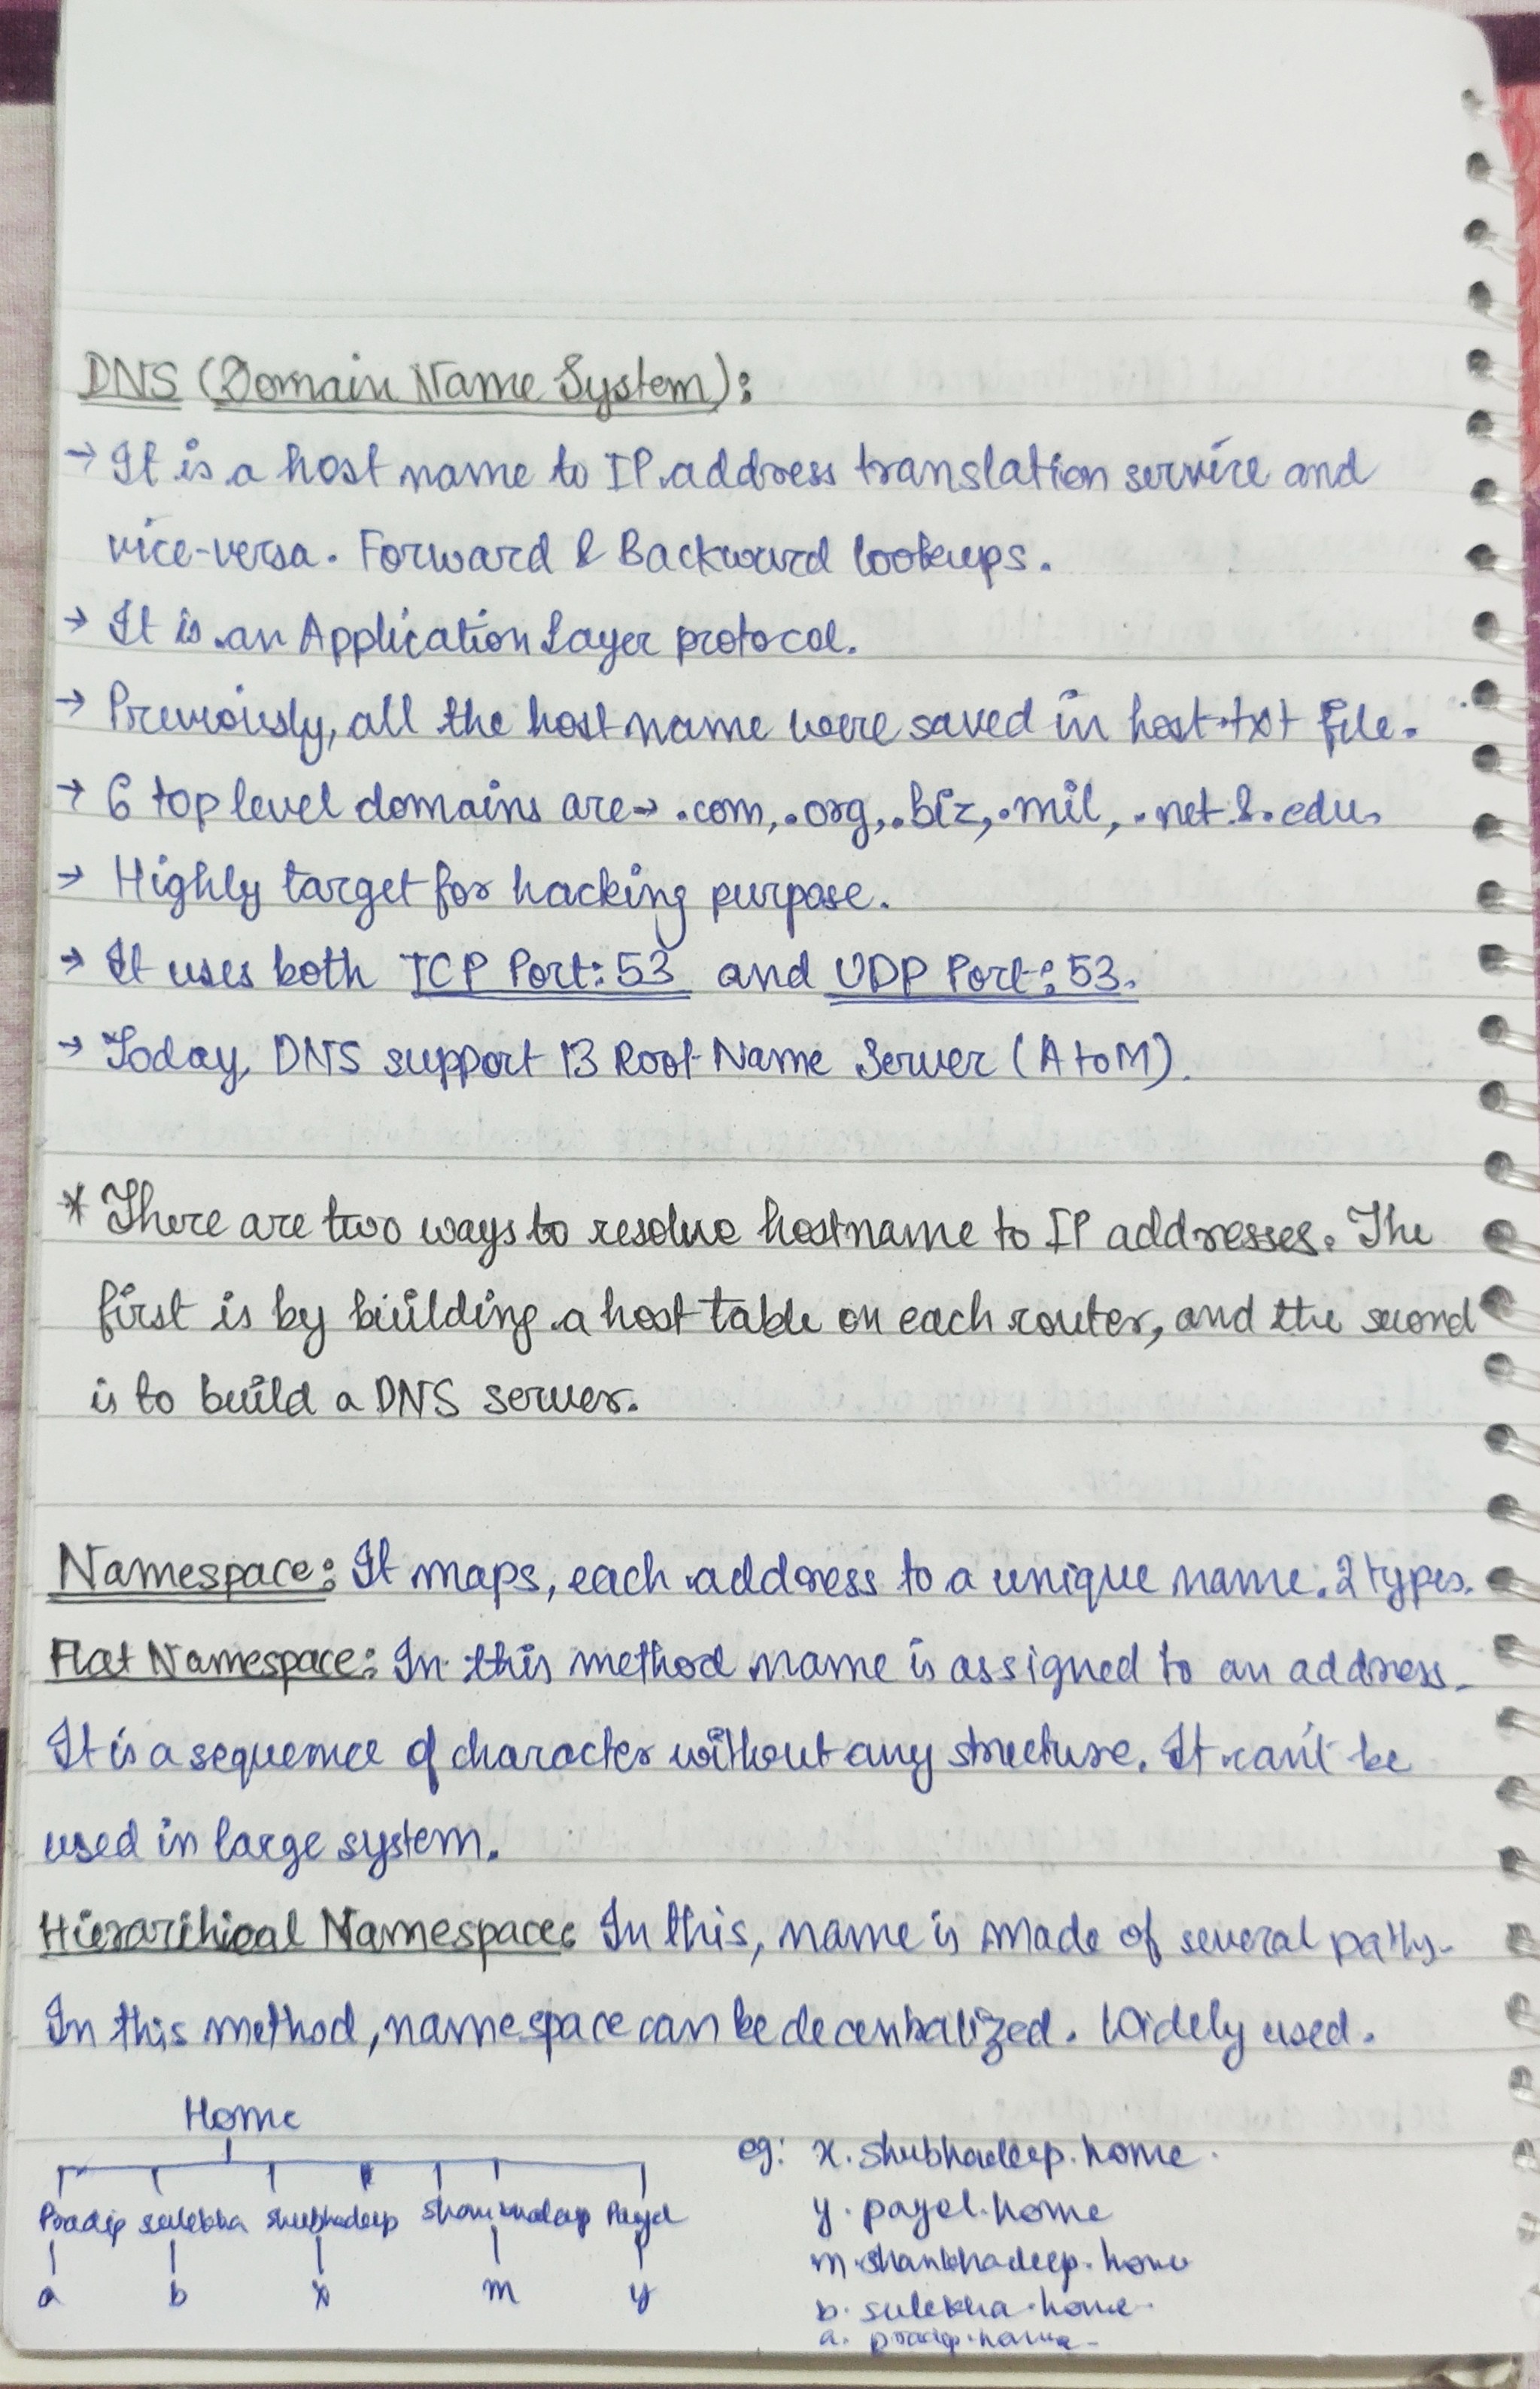 DNS (Domain Name System):
→ It is a host name to IP address translation service and
vice-versa. Forward & Backward lookups.
→ It is an Application Layer protocol.
→ Previously, all the host name were saved in host.txt file.
→ 6 top level domains are → .com, .org, .biz, .mil, .net & .edu.
→ Highly target for hacking purpose.
→ It uses both TCP Port: 53 and UDP Port: 53.
→ Today, DNS support 13 Root Name Server (A to M).
* There are two ways to resolve hostname to IP addresses. The
first is by building a host table on each router, and the second
is to build a DNS server.
Namespace: It maps, each address to a unique name. 2 types.
Flat Namespace: In this method name is assigned to an address.
It is a sequence of character without any structure. It can't be
used in large system.
Hierarchical Namespace: In this, name is made of several paths.
In this method, namespace can be decentralized. Widely used.
Home
Pradip sulekha shubhadeep Payel
a b x m y
eg: x.shubhadeep.home.
y.payel.home
m.shankhadeep.home
b.sulekha.home.
a.pradip.home